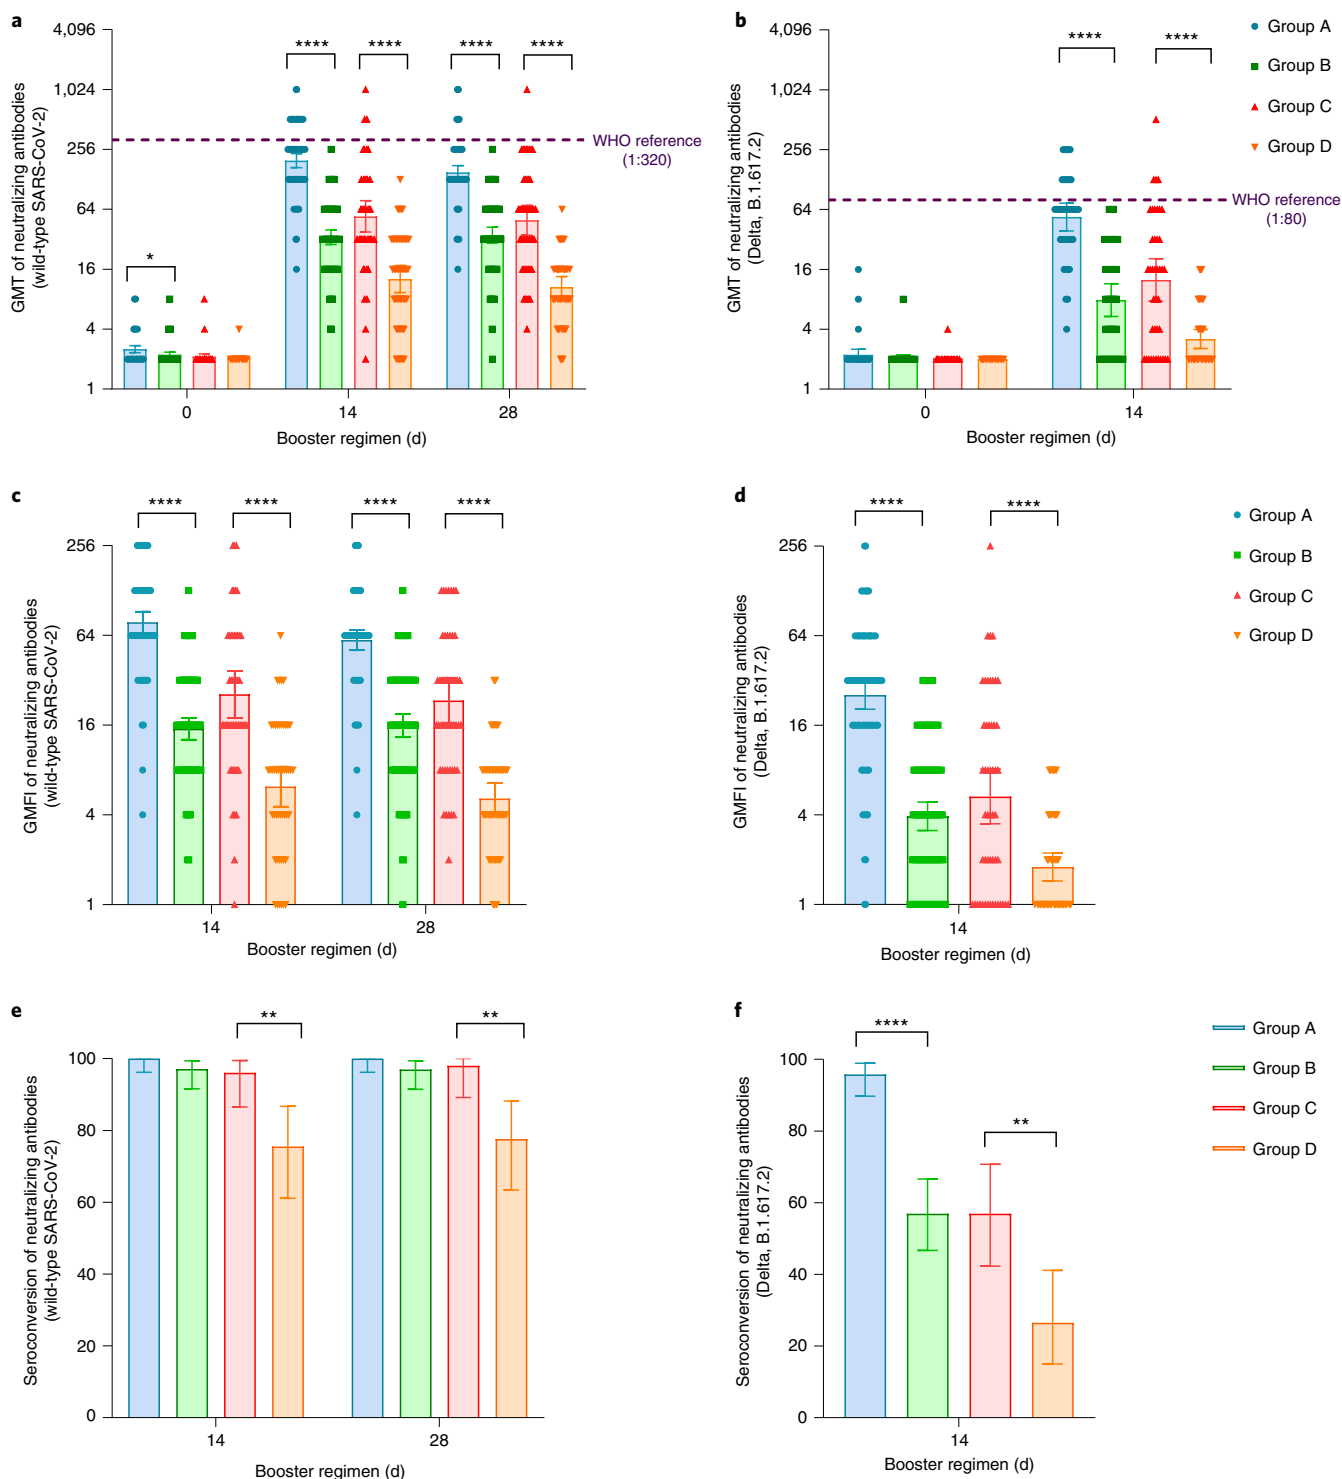 a
GMT of neutralizing antibodies
(wild-type SARS-CoV-2)
4,096
1,024
256
64
16
4
1
*
****
****
****
****
WHO reference
(1:320)
0
14
28
Booster regimen (d)
b
GMT of neutralizing antibodies
(Delta, B.1.617.2)
4,096
1,024
256
64
16
4
1
****
****
WHO reference
(1:80)
0
14
Booster regimen (d)
Group A
Group B
Group C
Group D
c
GMFI of neutralizing antibodies
(wild-type SARS-CoV-2)
256
64
16
4
1
****
****
****
****
14
28
Booster regimen (d)
d
GMFI of neutralizing antibodies
(Delta, B.1.617.2)
256
64
16
4
1
****
****
14
Booster regimen (d)
Group A
Group B
Group C
Group D
e
Seroconversion of neutralizing antibodies
(wild-type SARS-CoV-2)
100
80
60
40
20
0
**
**
14
28
Booster regimen (d)
f
Seroconversion of neutralizing antibodies
(Delta, B.1.617.2)
100
80
60
40
20
0
****
**
14
Booster regimen (d)
Group A
Group B
Group C
Group D